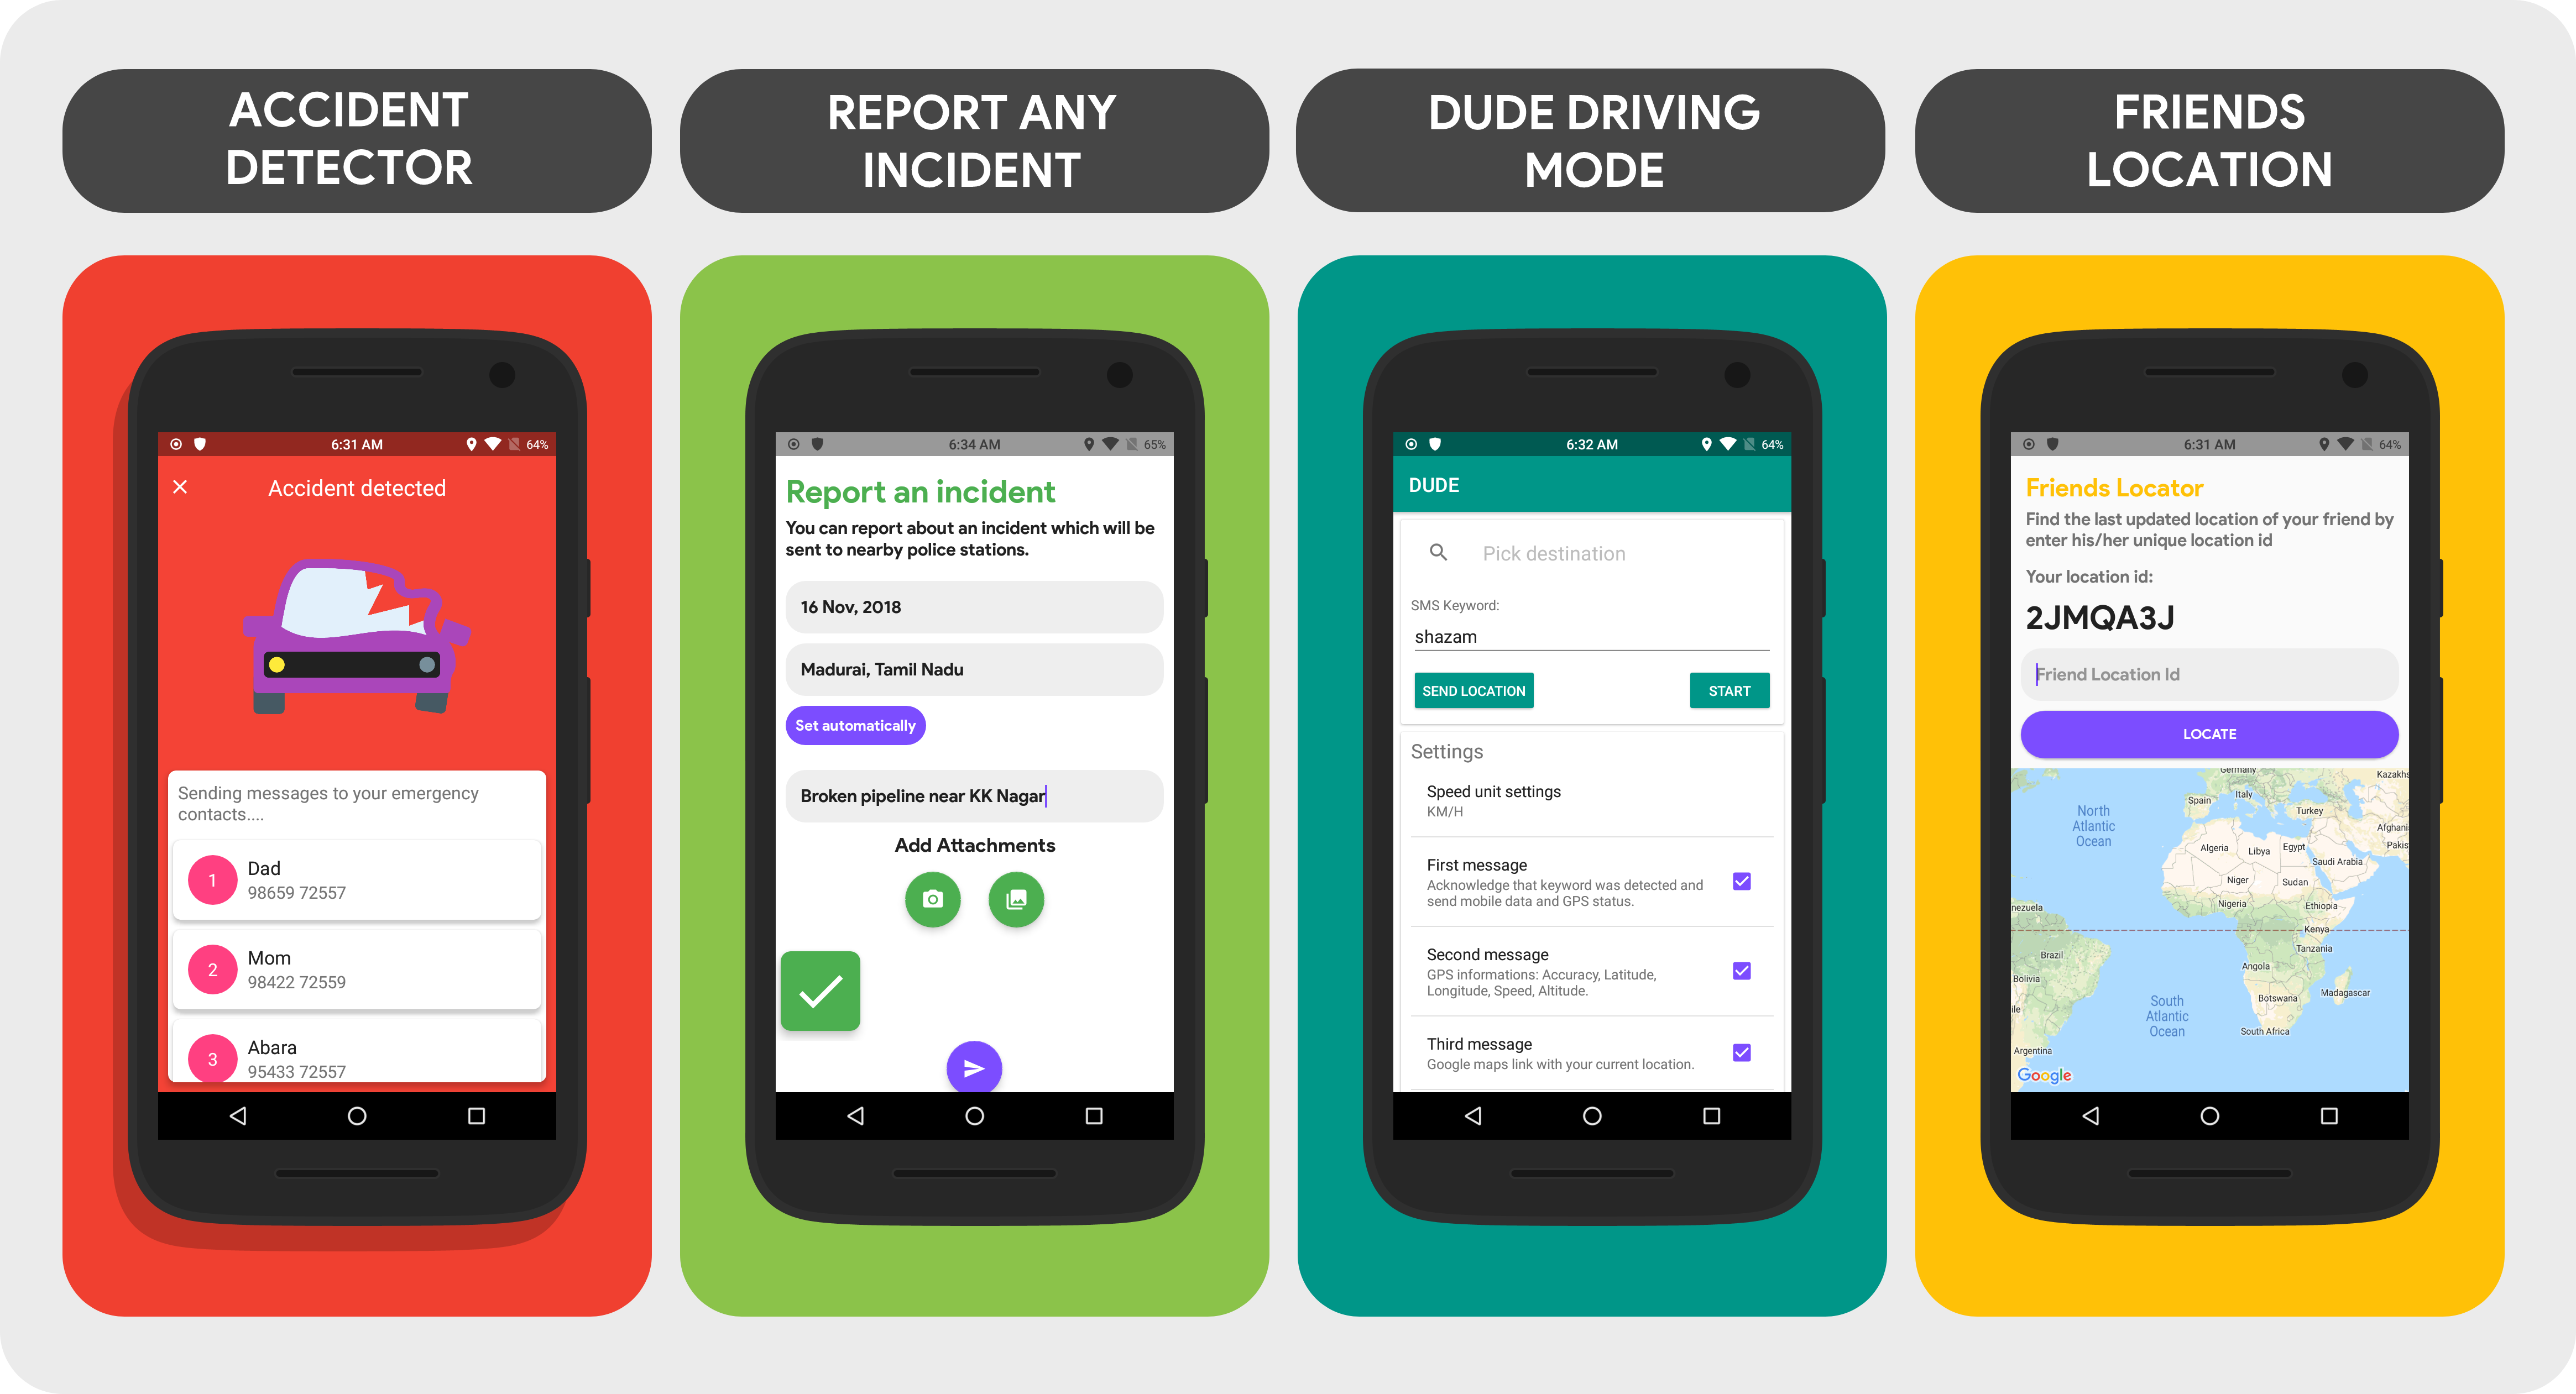 ACCIDENT
DETECTOR
REPORT ANY
INCIDENT
DUDE DRIVING
MODE
FRIENDS
LOCATION
6:31 AM
64%
Accident detected
Sending messages to your emergency
contacts....
1
Dad
98659 72557
2
Mom
98422 72559
3
Abara
95433 72557
6:34 AM
65%
Report an incident
You can report about an incident which will be
sent to nearby police stations.
16 Nov, 2018
Madurai, Tamil Nadu
Set automatically
Broken pipeline near KK Nagar
Add Attachments
6:32 AM
64%
DUDE
Pick destination
SMS Keyword:
shazam
SEND LOCATION
START
Settings
Speed unit settings
KM/H
First message
Acknowledge that keyword was detected and
send mobile data and GPS status.
Second message
GPS informations: Accuracy, Latitude,
Longitude, Speed, Altitude.
Third message
Google maps link with your current location.
6:31 AM
64%
Friends Locator
Find the last updated location of your friend by
enter his/her unique location id
Your location id:
2JMQA3J
Friend Location Id
LOCATE
Germany
Kazakhs
North
Atlantic
Ocean
Spain
Italy
Turkey
Afghani
Pakis
Algeria
Libya
Egypt
Saudi Arabia
Niger
Sudan
Nigeria
Ethiopia
nezuela
Kenya
Tanzania
Brazil
Angola
Bolivia
Botswana
Madagascar
South
Atlantic
Ocean
ile
South Africa
Argentina
Google